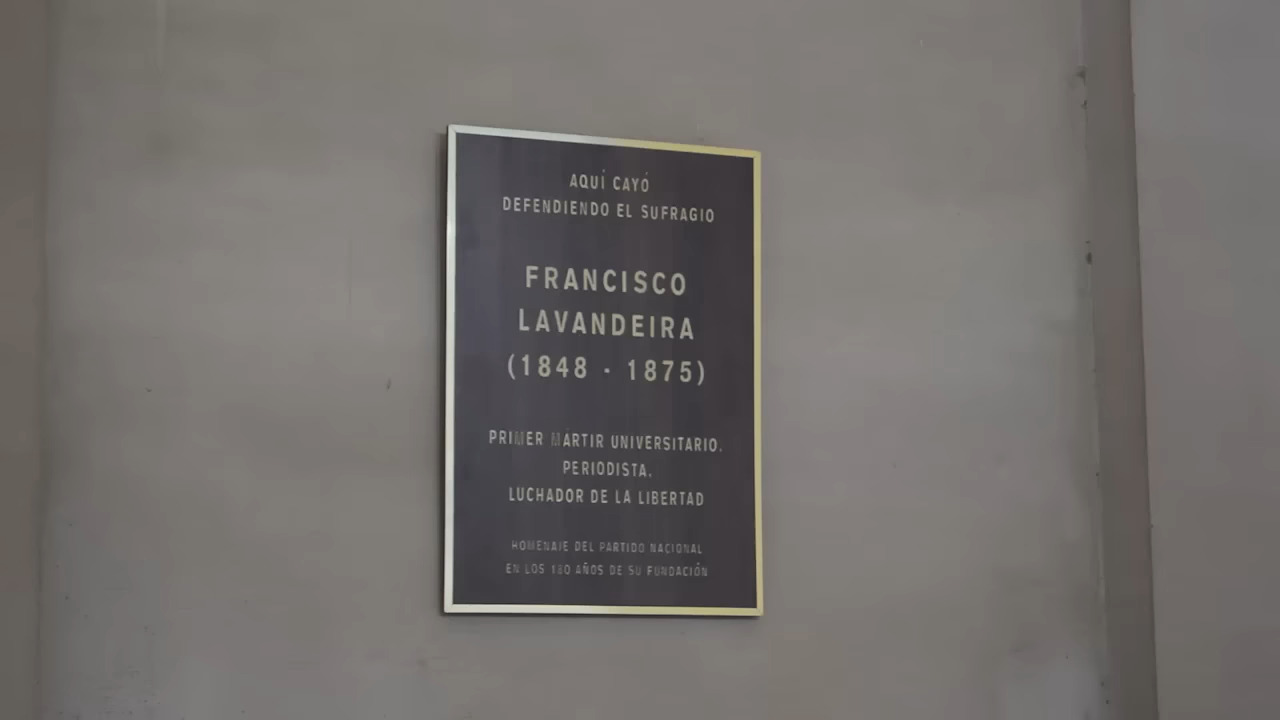 AQUÍ CAYÓ
DEFENDIENDO EL SUFRAGIO
FRANCISCO
LAVANDEIRA
(1848 - 1875)
PRIMER MÁRTIR UNIVERSITARIO.
PERIODISTA.
LUCHADOR DE LA LIBERTAD
HOMENAJE DEL PARTIDO NACIONAL
EN LOS 180 AÑOS DE SU FUNDACIÓN